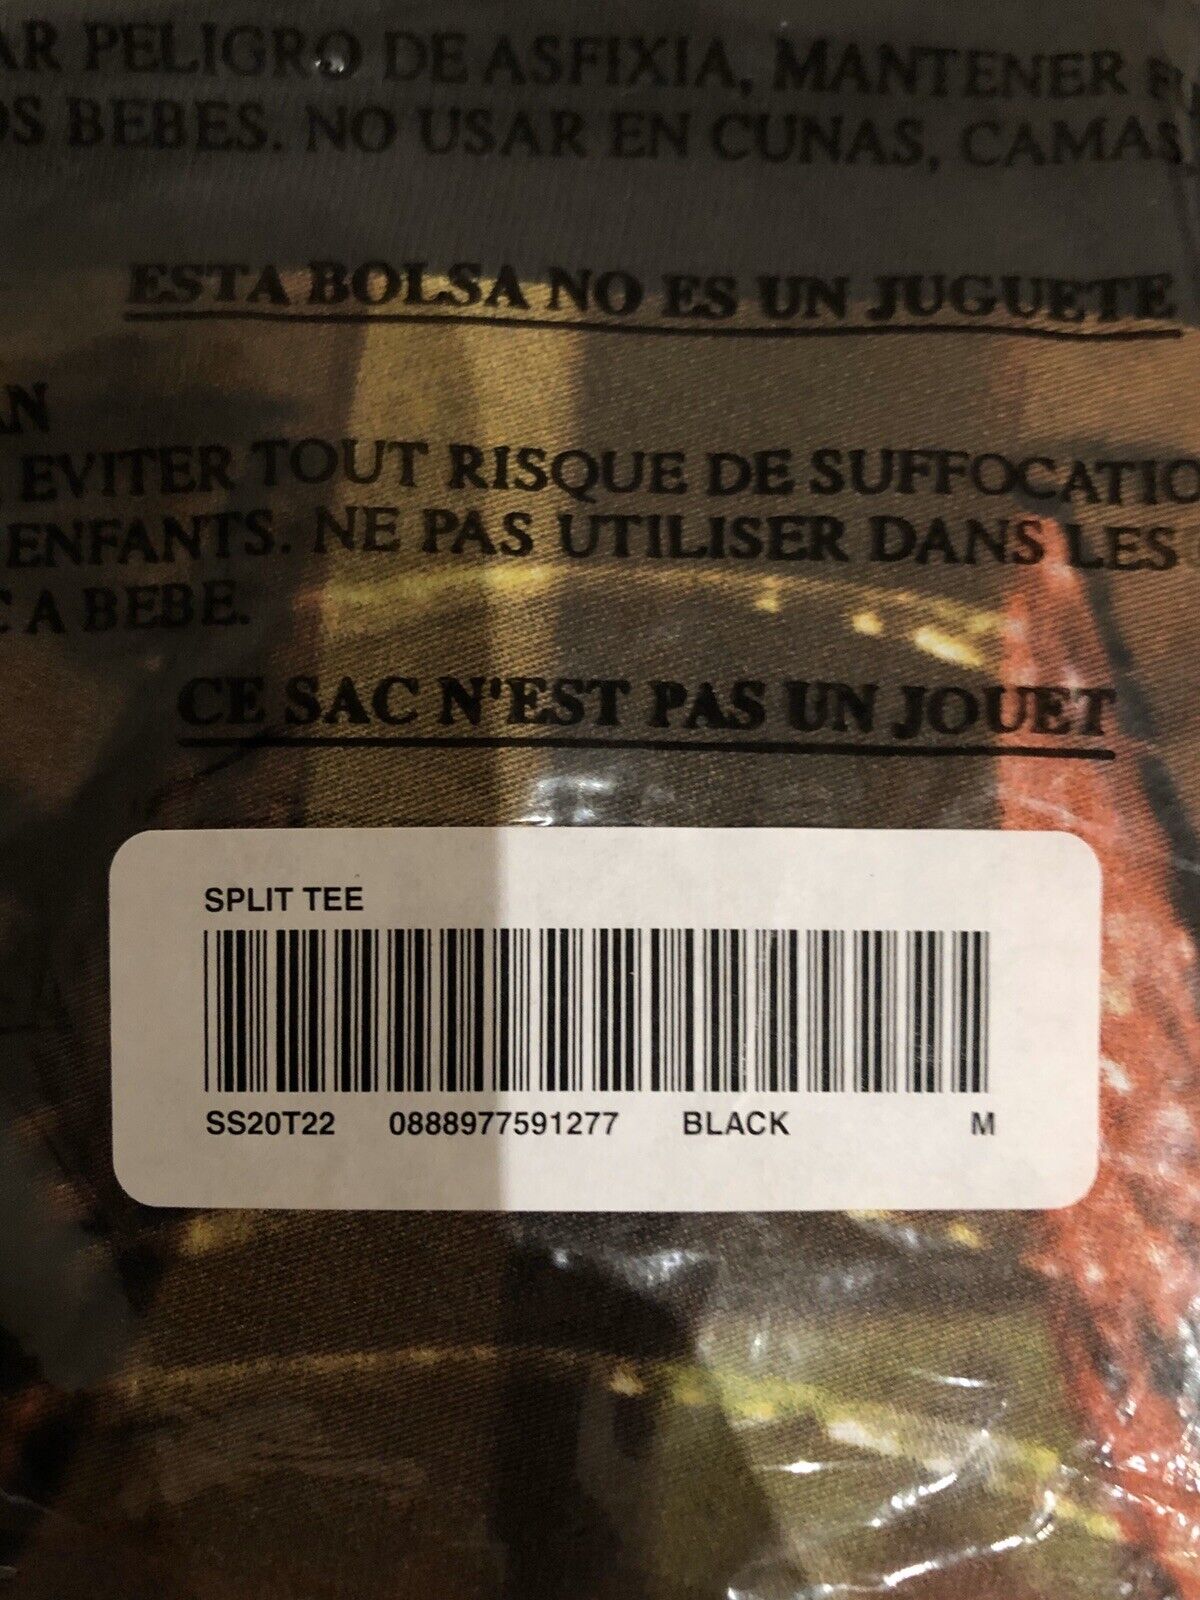 AR PELIGRO DE ASFIXIA, MANTENER
OS BEBES. NO USAR EN CUNAS, CAMAS
ESTA BOLSA NO ES UN JUGUETE
AN
EVITER TOUT RISQUE DE SUFFOCATIO
ENFANTS. NE PAS UTILISER DANS LES
C A BEBE.
CE SAC N'EST PAS UN JOUET
SPLIT TEE
SS20T22 0888977591277 BLACK M